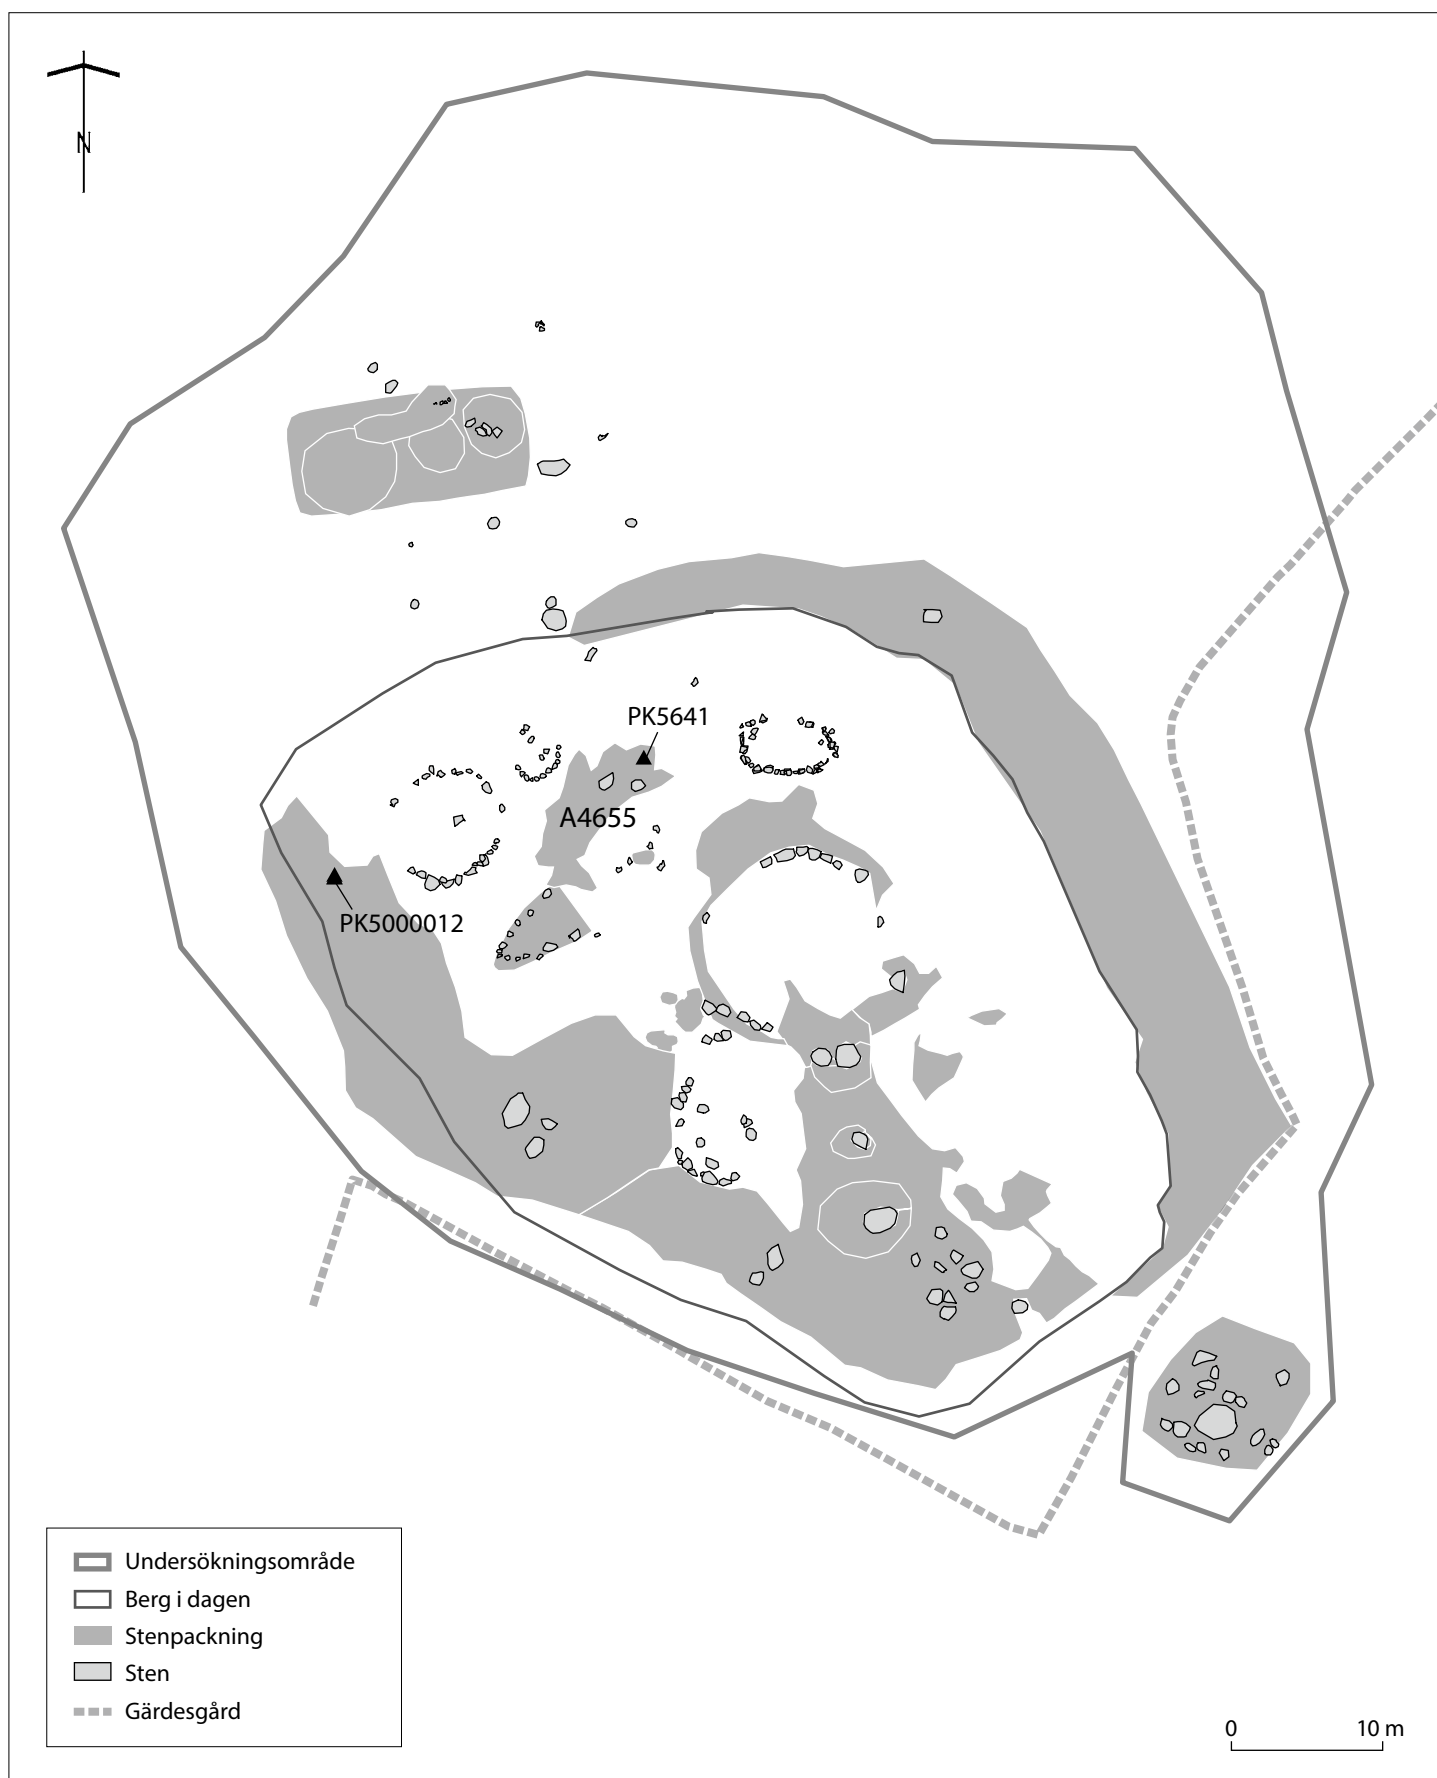 N
PK5641
A4655
PK5000012
Undersökningsområde
Berg i dagen
Stenpackning
Sten
Gärdesgård
0 10 m